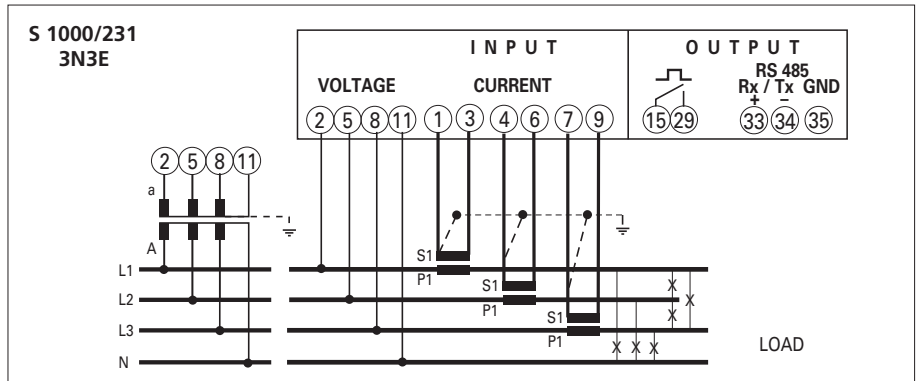 S 1000/231
3N3E
INPUT
OUTPUT
VOLTAGE
CURRENT
RS 485
Rx / Tx GND
+ –
2 5 8 11 1 3 4 6 7 9 15 29 33 34 35
2 5 8 11
a
A
S1
L1
P1
S1
L2
P1
S1
L3
P1
N
X
X
X
X X X
LOAD